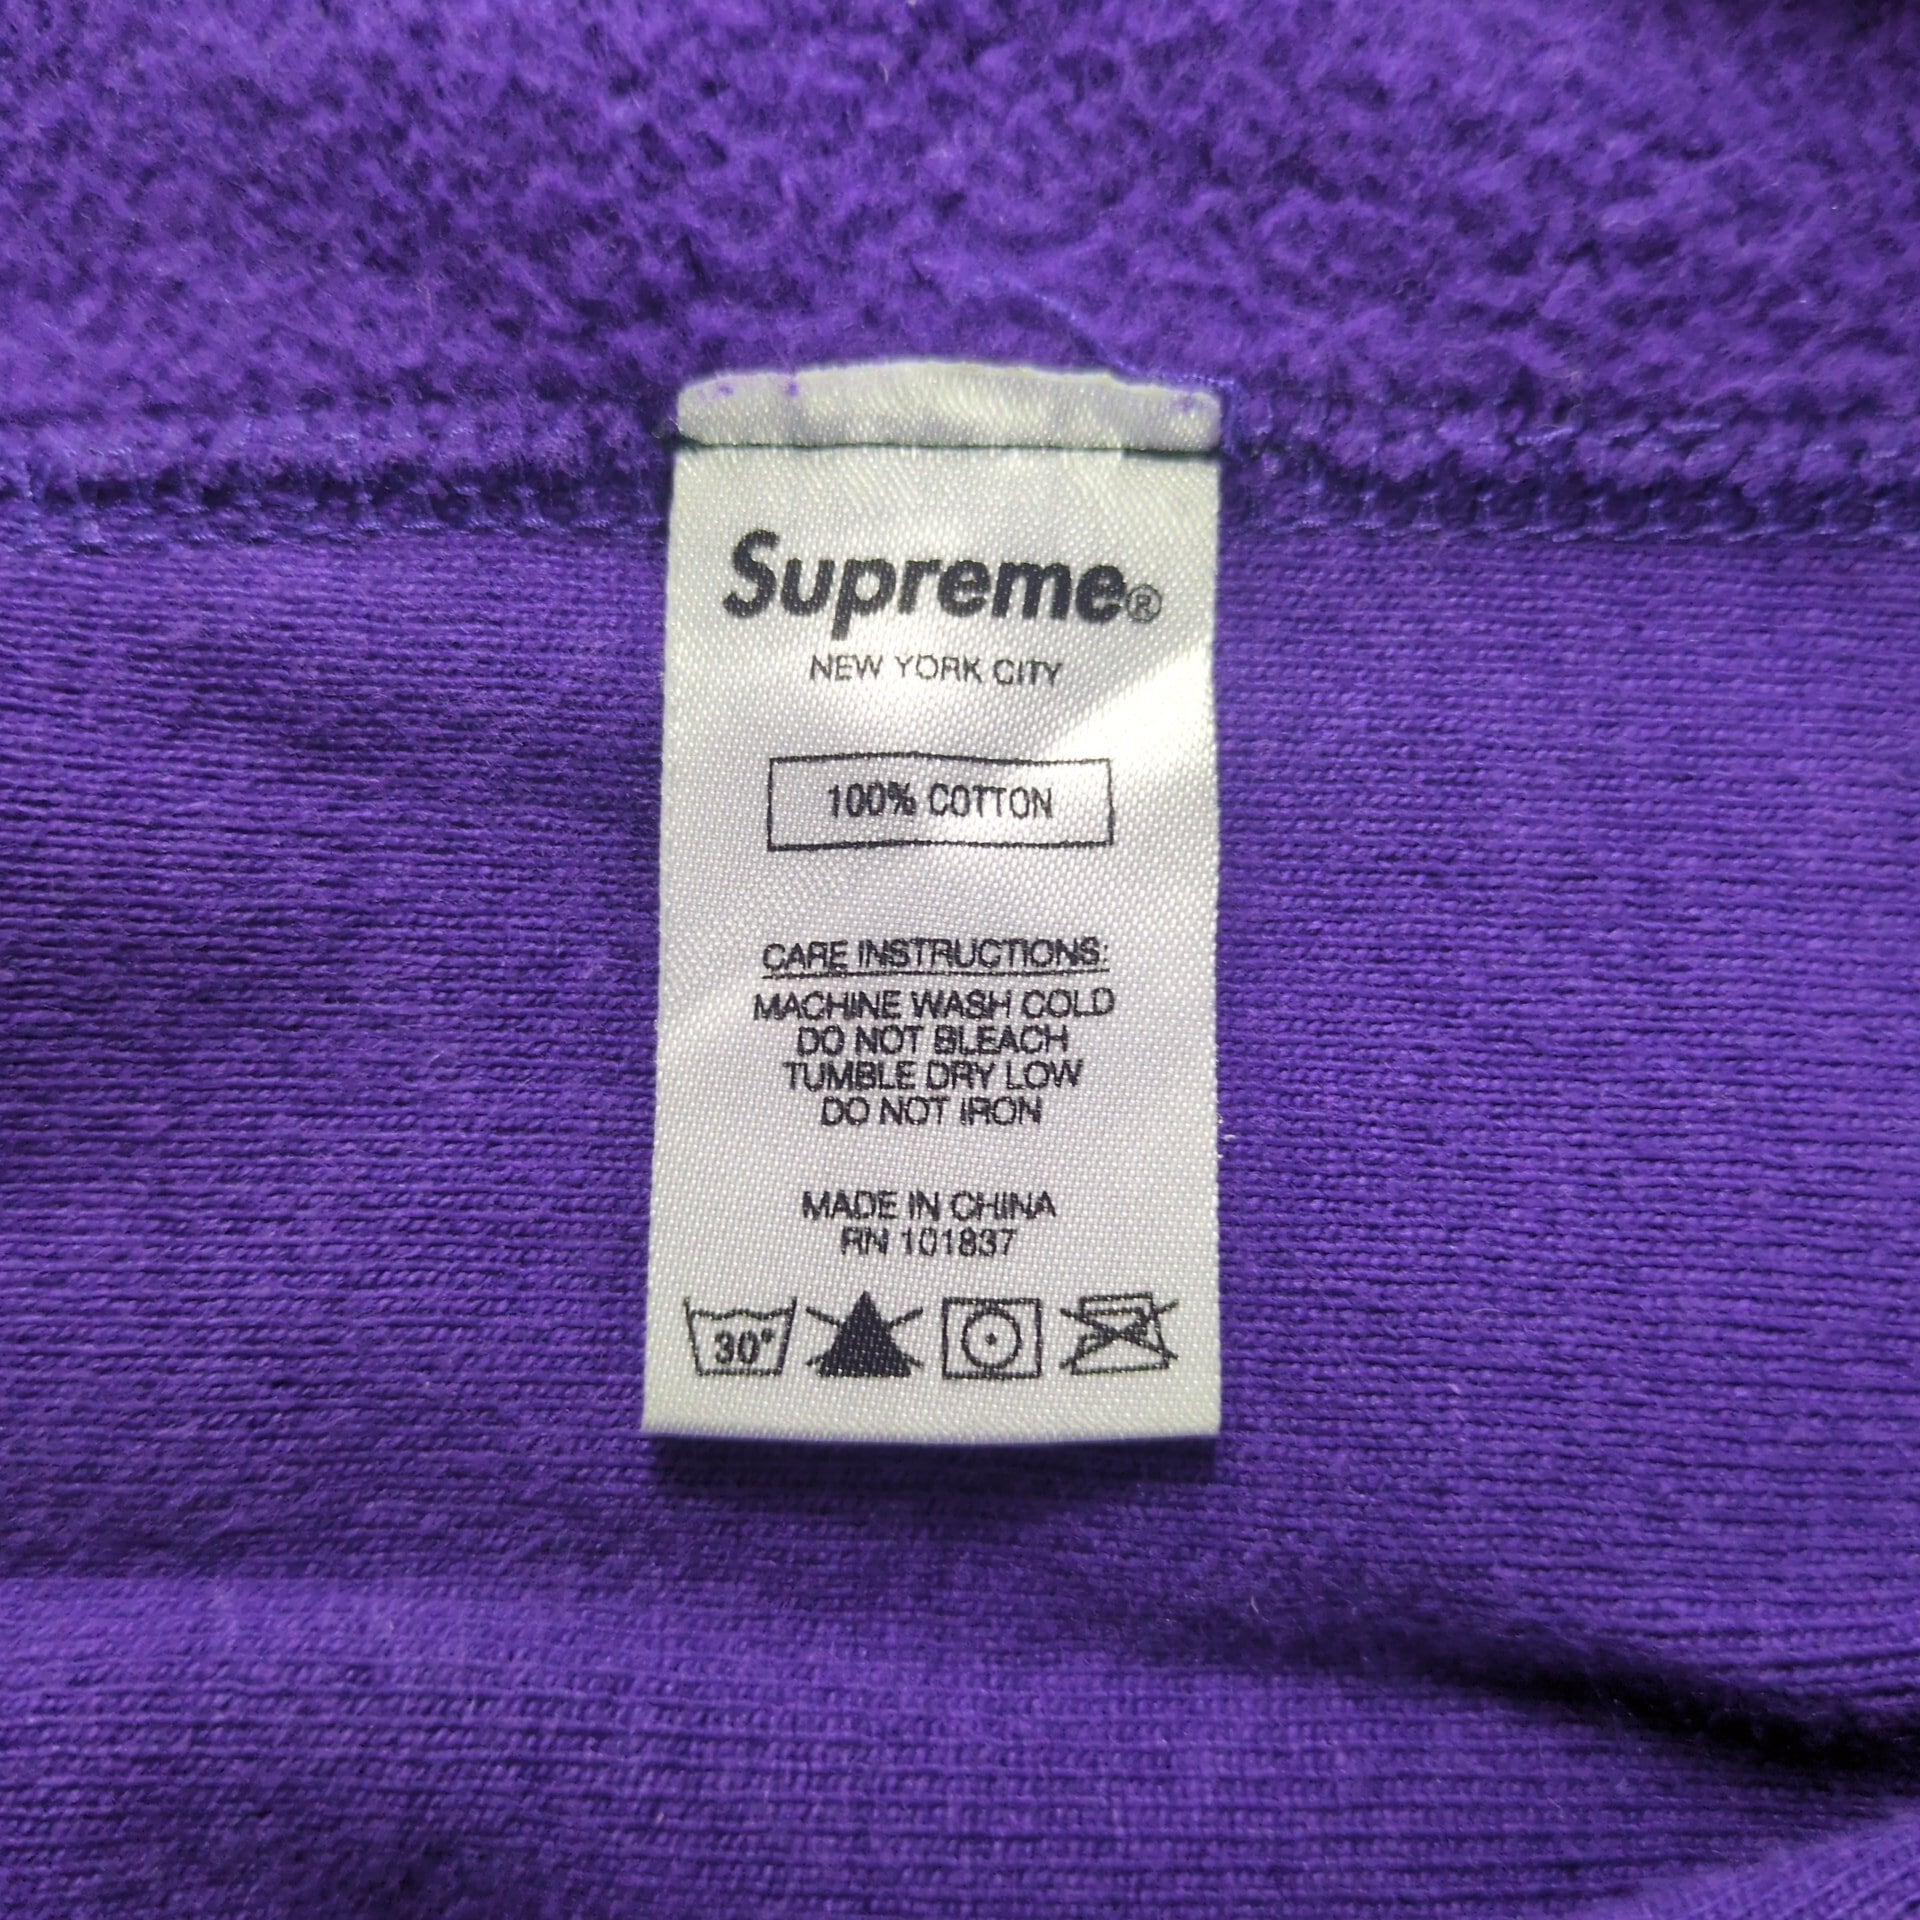 Supreme®
NEW YORK CITY
100% COTTON
CARE INSTRUCTIONS:
MACHINE WASH COLD
DO NOT BLEACH
TUMBLE DRY LOW
DO NOT IRON
MADE IN CHINA
RN 101837
30°